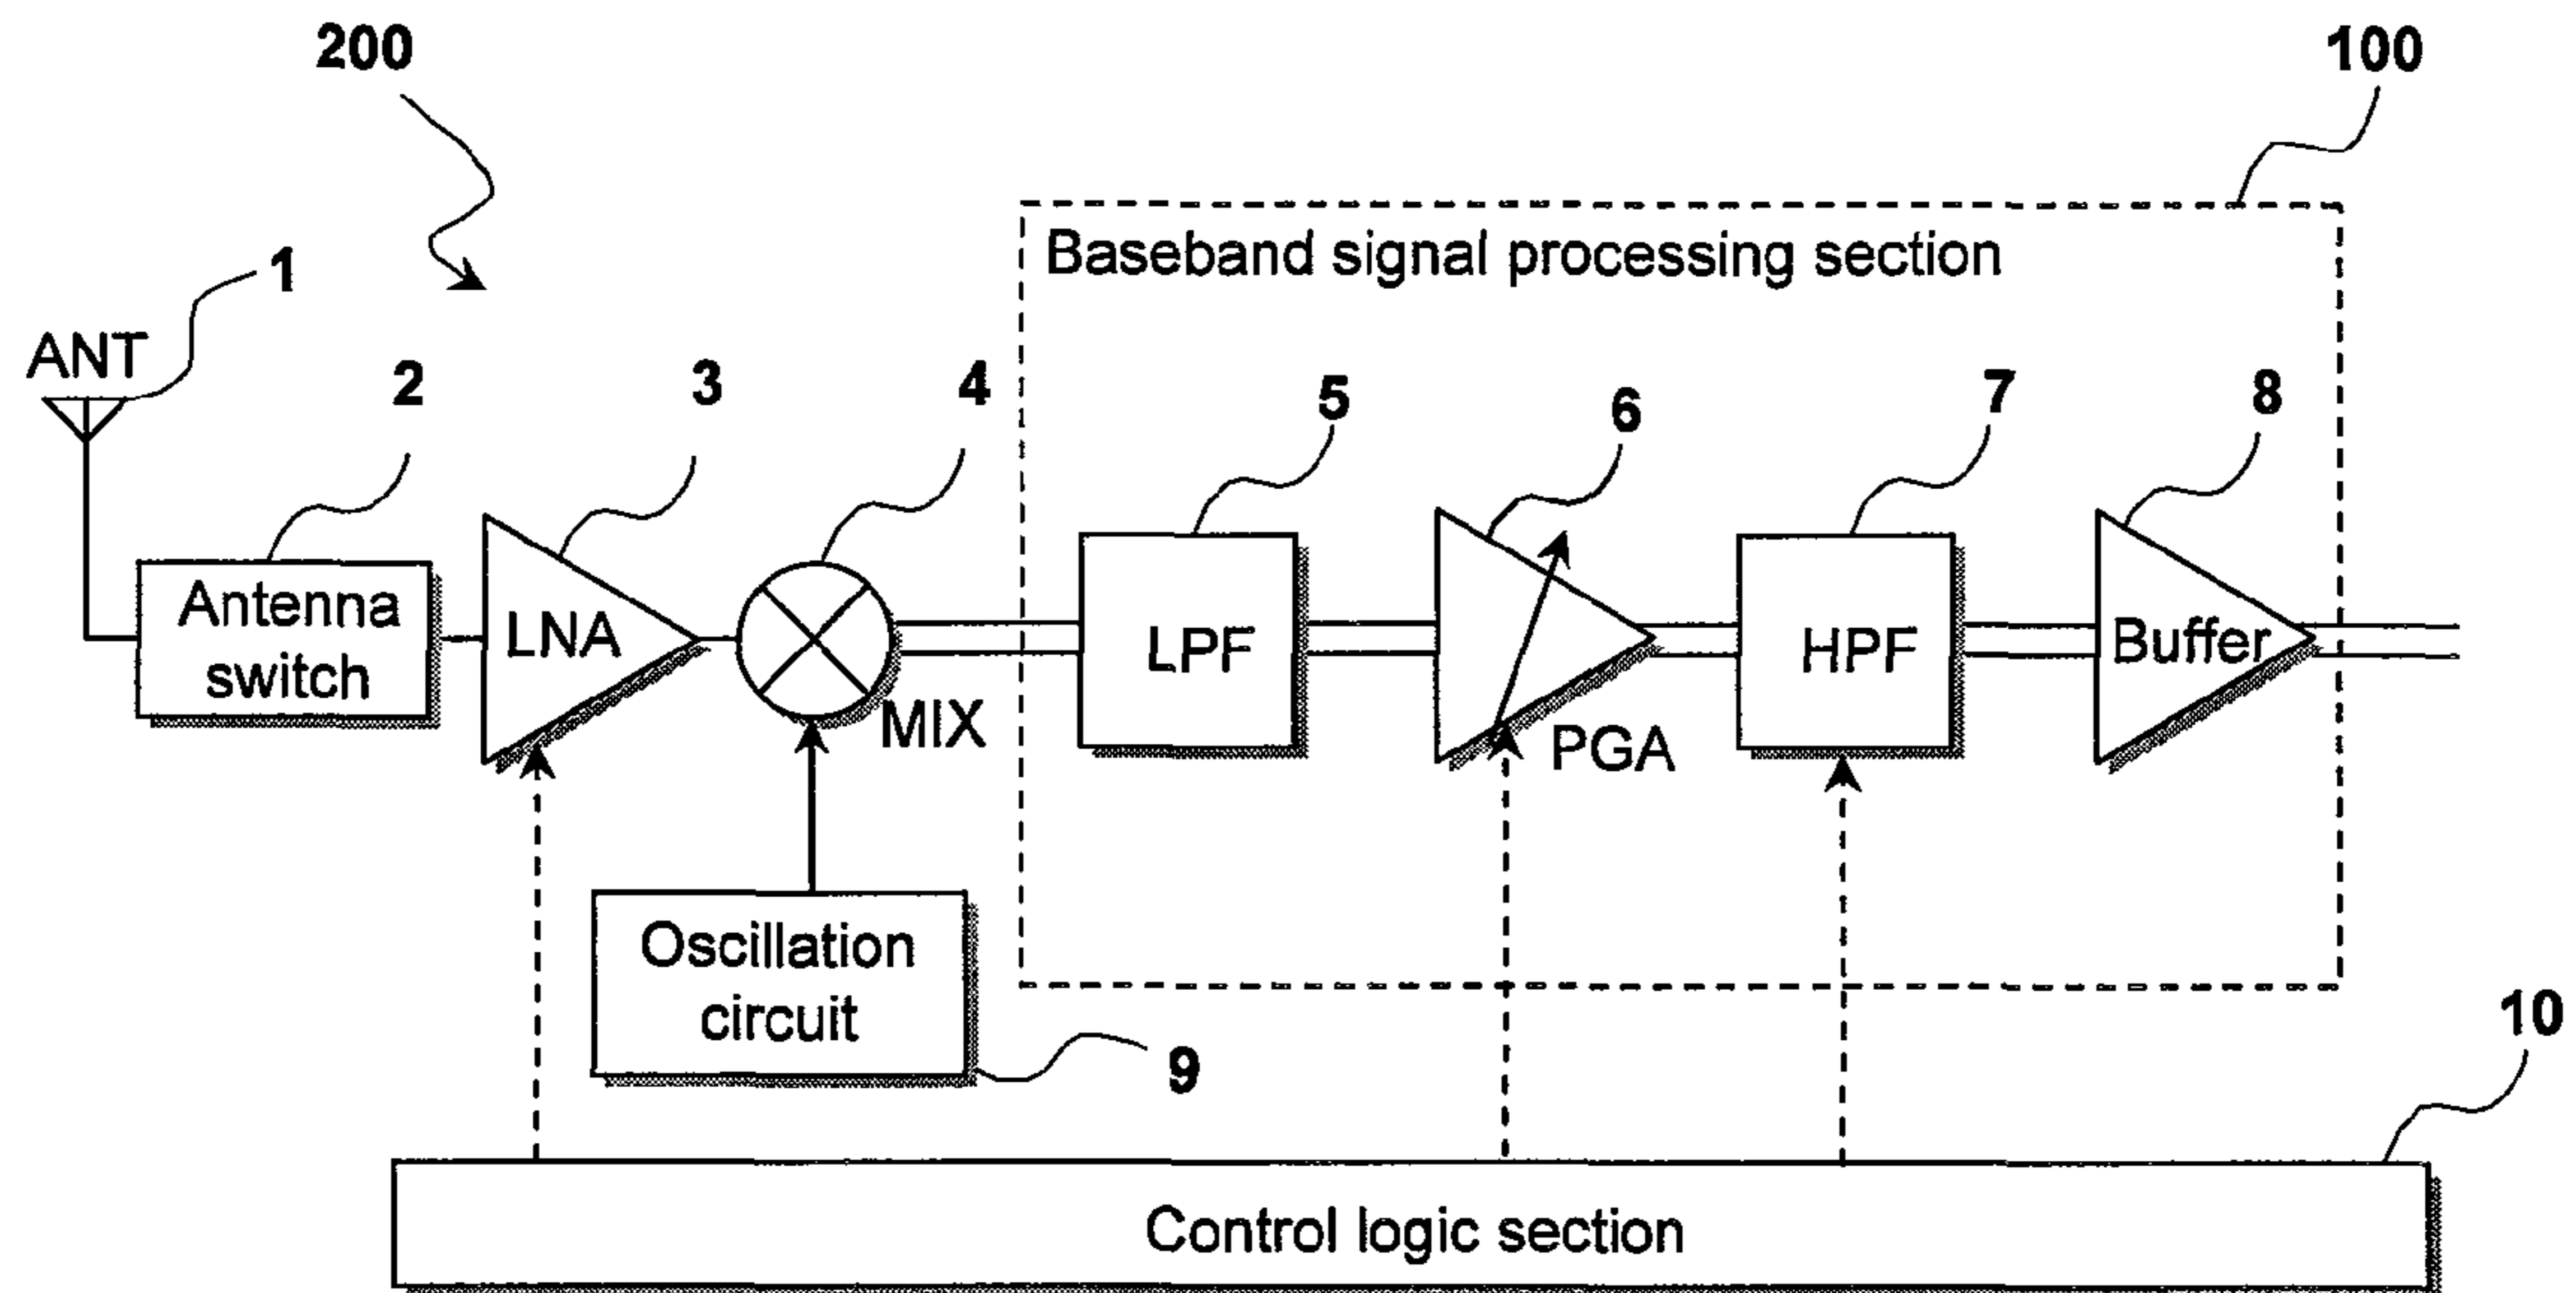 200
100
Baseband signal processing section
1
ANT
2
3
4
5
6
7
8
Antenna
switch
LNA
MIX
LPF
PGA
HPF
Buffer
Oscillation
circuit
9
10
Control logic section